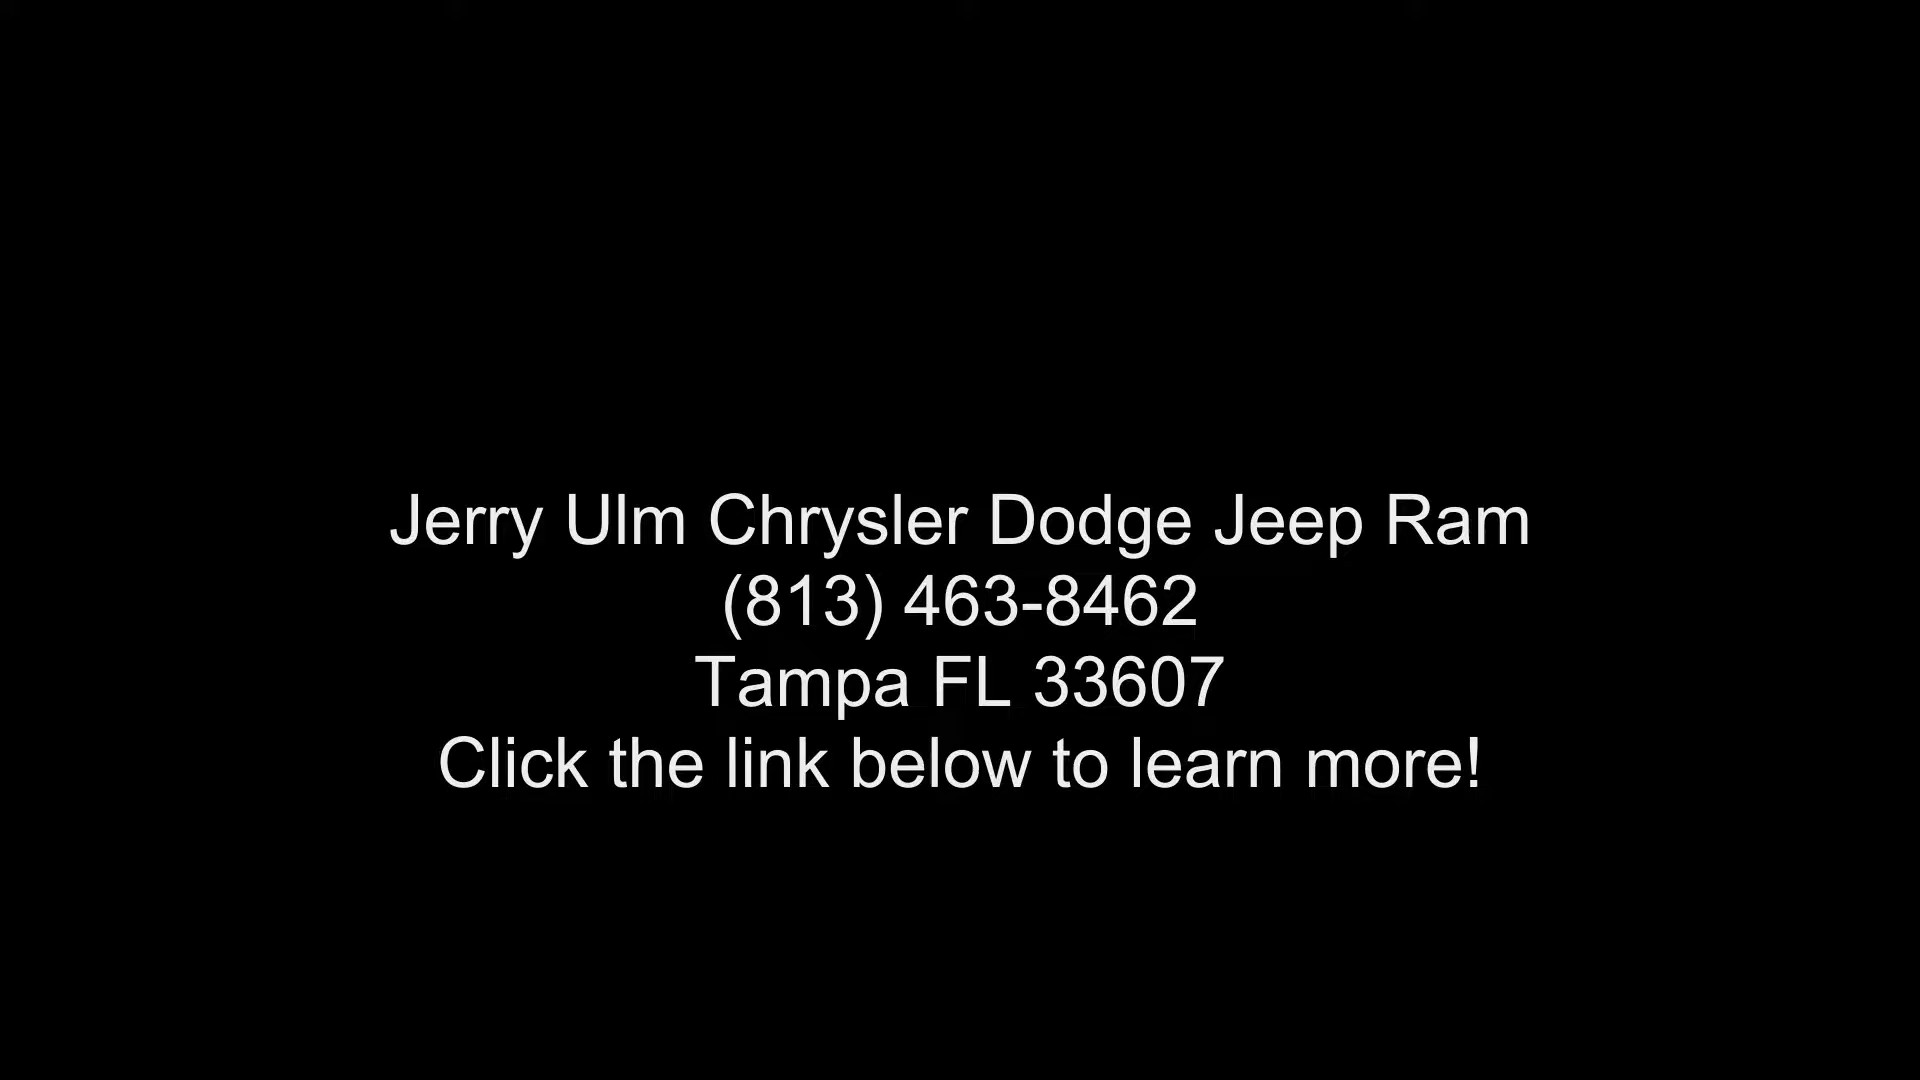 Jerry Ulm Chrysler Dodge Jeep Ram
(813) 463-8462
Tampa FL 33607
Click the link below to learn more!